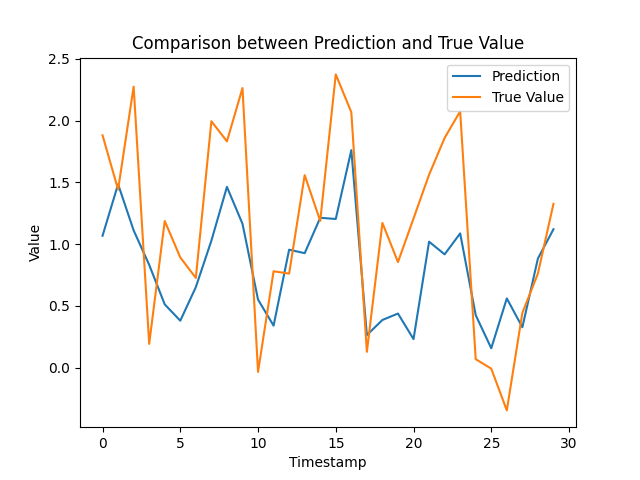 Comparison between Prediction and True Value
Prediction
True Value
2.5
2.0
1.5
1.0
0.5
0.0
Value
0 5 10 15 20 25 30
Timestamp